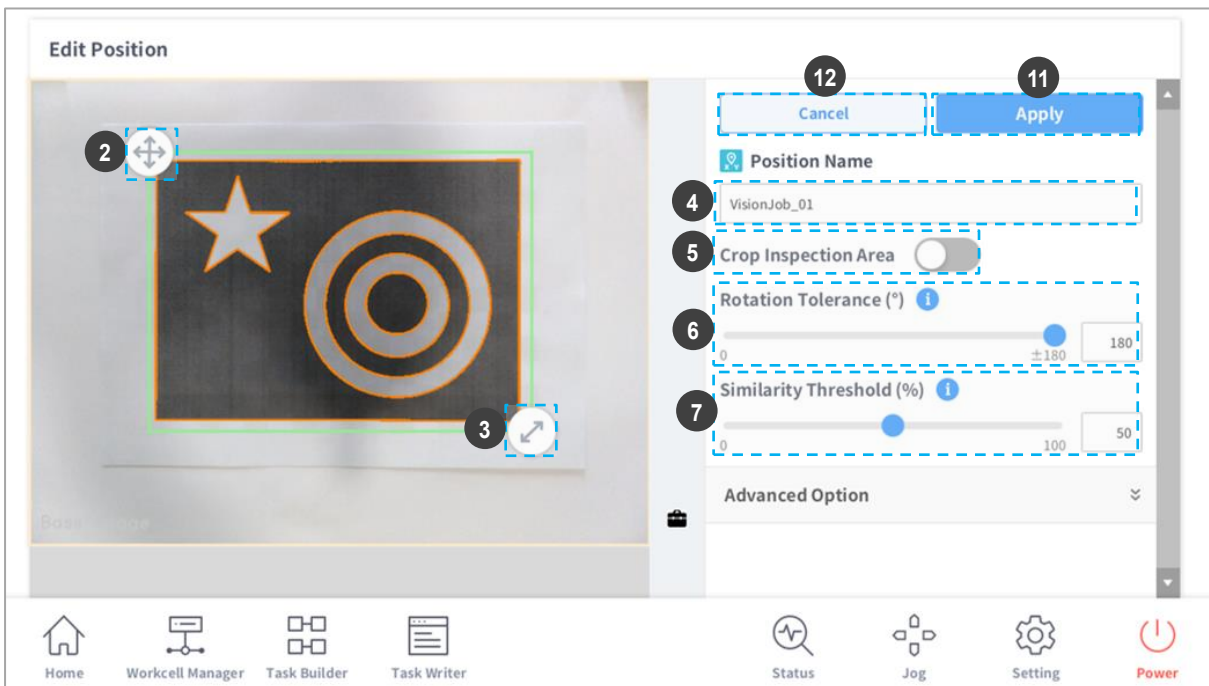 Edit Position
12
11
Cancel
Apply
2
Position Name
4
VisionJob_01
5
Crop Inspection Area
Rotation Tolerance (°)
6
0
±180
180
Similarity Threshold (%)
7
0
100
50
3
Advanced Option
Home
Workcell Manager
Task Builder
Task Writer
Status
Jog
Setting
Power